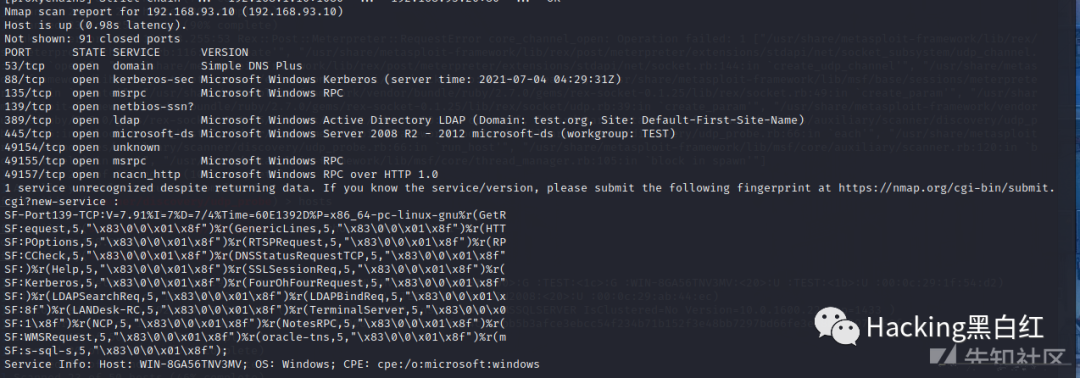 Nmap scan report for 192.168.93.10 (192.168.93.10)
Host is up (0.98s latency).
Not shown: 91 closed ports
PORT      STATE SERVICE      VERSION
53/tcp    open  domain       Simple DNS Plus
88/tcp    open  kerberos-sec Microsoft Windows Kerberos (server time: 2021-07-04 04:29:31Z)
135/tcp   open  msrpc        Microsoft Windows RPC
139/tcp   open  netbios-ssn?
389/tcp   open  ldap         Microsoft Windows Active Directory LDAP (Domain: test.org, Site: Default-First-Site-Name)
445/tcp   open  microsoft-ds Microsoft Windows Server 2008 R2 - 2012 microsoft-ds (workgroup: TEST)
49154/tcp open  unknown
49155/tcp open  msrpc        Microsoft Windows RPC
49157/tcp open  ncacn_http   Microsoft Windows RPC over HTTP 1.0
1 service unrecognized despite returning data. If you know the service/version, please submit the following fingerprint at https://nmap.org/cgi-bin/submit.
cgi?new-service :
SF-Port139-TCP:V=7.91%I=7%D=7/4%Time=60E1392D%P=x86_64-pc-linux-gnu%r(GetR
SF:equest,5,"\x83\0\0\x01\x8f")%r(GenericLines,5,"\x83\0\0\x01\x8f")%r(HTT
SF:POptions,5,"\x83\0\0\x01\x8f")%r(RTSPRequest,5,"\x83\0\0\x01\x8f")%r(RP
SF:CCheck,5,"\x83\0\0\x01\x8f")%r(DNSStatusRequestTCP,5,"\x83\0\0\x01\x8f"
SF:)%r(Help,5,"\x83\0\0\x01\x8f")%r(SSLSessionReq,5,"\x83\0\0\x01\x8f")%r(
SF:Kerberos,5,"\x83\0\0\x01\x8f")%r(FourOhFourRequest,5,"\x83\0\0\x01\x8f"
SF:)%r(LDAPSearchReq,5,"\x83\0\0\x01\x8f")%r(LDAPBindReq,5,"\x83\0\0\x01\x
SF:8f")%r(LANDesk-RC,5,"\x83\0\0\x01\x8f")%r(TerminalServer,5,"\x83\0\0\x0
SF:1\x8f")%r(NCP,5,"\x83\0\0\x01\x8f")%r(NotesRPC,5,"\x83\0\0\x01\x8f")%r(
SF:WMSRequest,5,"\x83\0\0\x01\x8f")%r(oracle-tns,5,"\x83\0\0\x01\x8f")%r(m
SF:s-sql-s,5,"\x83\0\0\x01\x8f");
Service Info: Host: WIN-8GA56TNV3MV; OS: Windows; CPE: cpe:/o:microsoft:windows
Hacking黑白红
先知社区